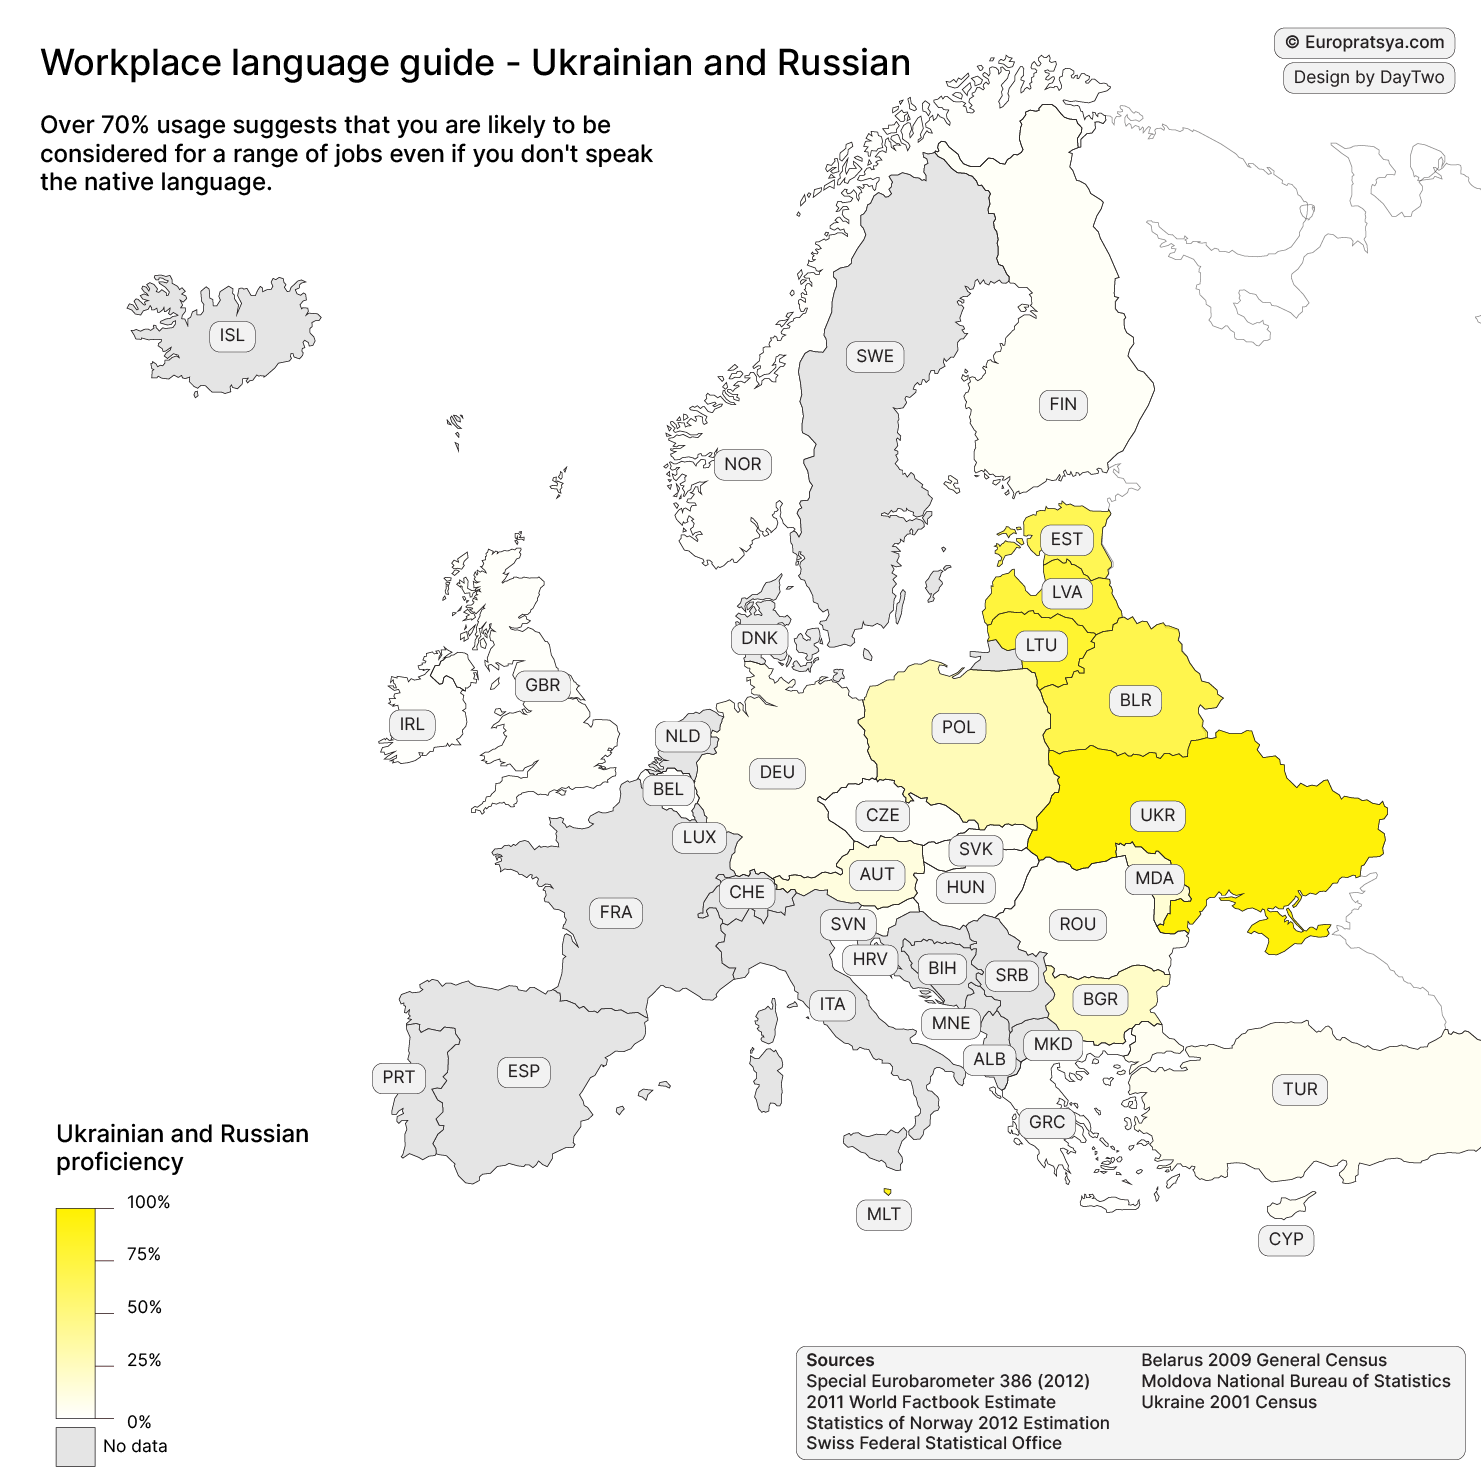 Workplace language guide - Ukrainian and Russian
© Europratsya.com
Design by DayTwo
Over 70% usage suggests that you are likely to be
considered for a range of jobs even if you don't speak
the native language.
ISL
SWE
FIN
NOR
EST
LVA
DNK
LTU
GBR
BLR
IRL
NLD
POL
DEU
BEL
CZE
UKR
LUX
SVK
AUT
MDA
HUN
CHE
FRA
SVN
ROU
HRV
BIH
SRB
ITA
BGR
MNE
MKD
ALB
PRT
ESP
TUR
GRC
MLT
CYP
Ukrainian and Russian
proficiency
100%
75%
50%
25%
0%
No data
Sources
Special Eurobarometer 386 (2012)
2011 World Factbook Estimate
Statistics of Norway 2012 Estimation
Swiss Federal Statistical Office
Belarus 2009 General Census
Moldova National Bureau of Statistics
Ukraine 2001 Census